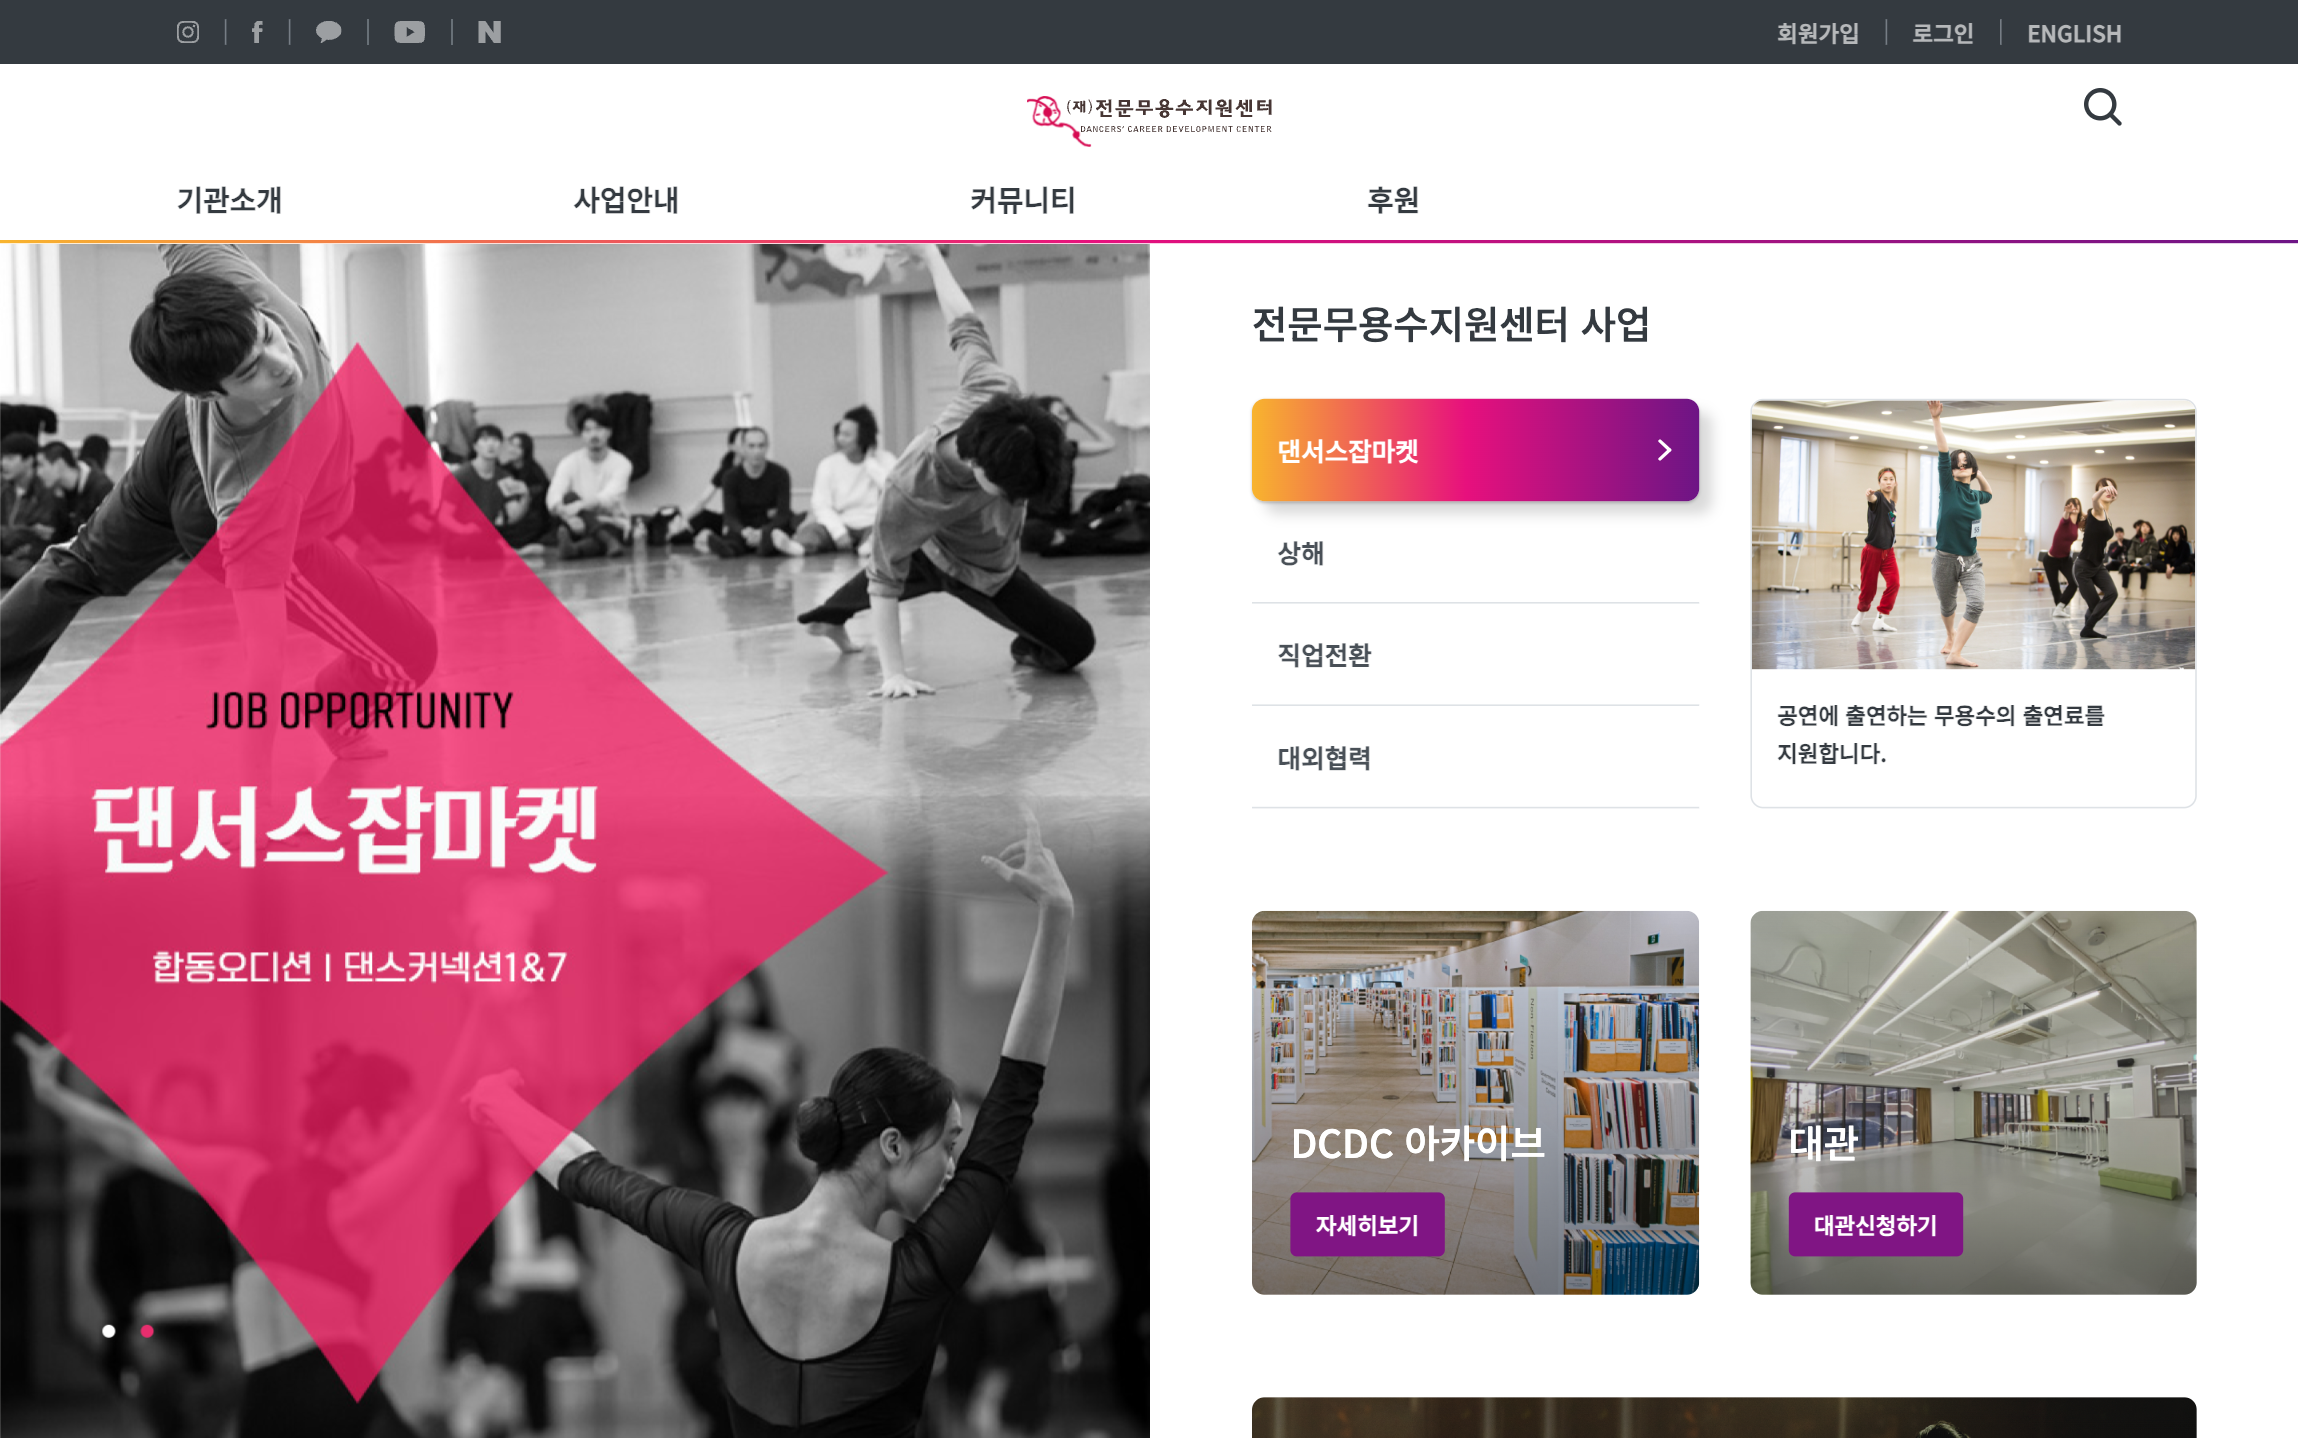 회원가입
로그인
ENGLISH
(재)전문무용수지원센터
DANCERS' CAREER DEVELOPMENT CENTER
기관소개
사업안내
커뮤니티
후원
JOB OPPORTUNITY
댄서스잡마켓
합동오디션 | 댄스커넥션1&7
전문무용수지원센터 사업
댄서스잡마켓
상해
직업전환
대외협력
공연에 출연하는 무용수의 출연료를
지원합니다.
DCDC 아카이브
자세히보기
대관
대관신청하기